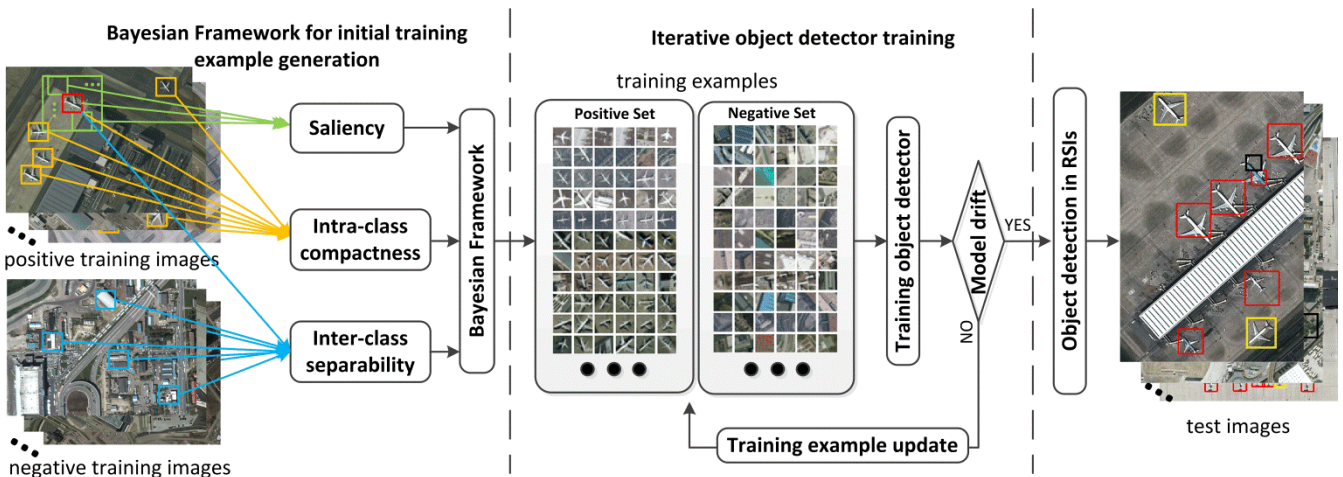 Bayesian Framework for initial training
example generation
Iterative object detector training
training examples
Positive Set
Negative Set
Saliency
Intra-class
compactness
Inter-class
separability
Bayesian Framework
Training object detector
Model drift
YES
NO
Training example update
Object detection in RSIs
positive training images
negative training images
test images